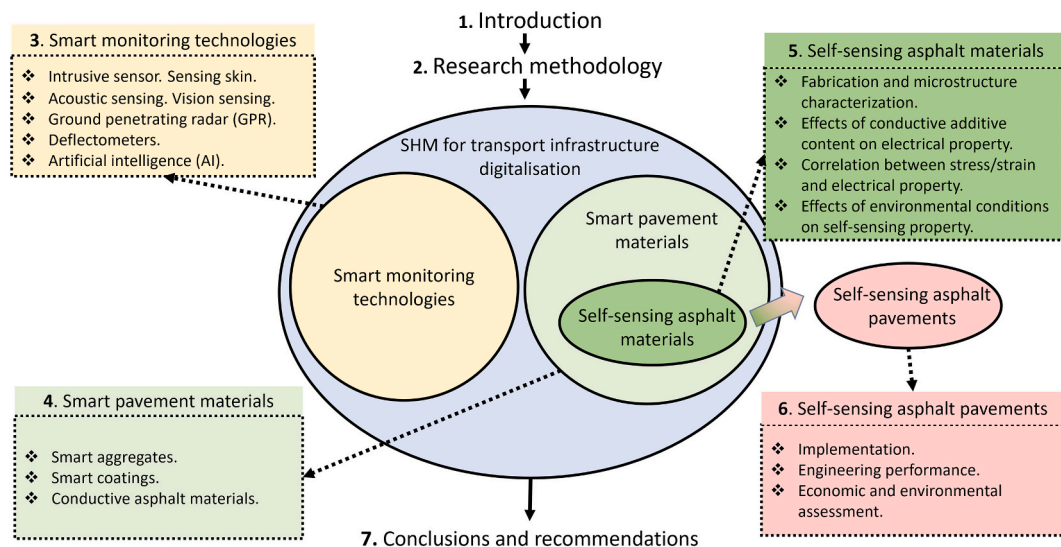 1. Introduction
2. Research methodology
3. Smart monitoring technologies
❖ Intrusive sensor. Sensing skin.
❖ Acoustic sensing. Vision sensing.
❖ Ground penetrating radar (GPR).
❖ Deflectometers.
❖ Artificial intelligence (AI).
5. Self-sensing asphalt materials
❖ Fabrication and microstructure
characterization.
❖ Effects of conductive additive
content on electrical property.
❖ Correlation between stress/strain
and electrical property.
❖ Effects of environmental conditions
on self-sensing property.
SHM for transport infrastructure
digitalisation
Smart monitoring
technologies
Smart pavement
materials
Self-sensing asphalt
materials
Self-sensing asphalt
pavements
4. Smart pavement materials
❖ Smart aggregates.
❖ Smart coatings.
❖ Conductive asphalt materials.
6. Self-sensing asphalt pavements
❖ Implementation.
❖ Engineering performance.
❖ Economic and environmental
assessment.
7. Conclusions and recommendations